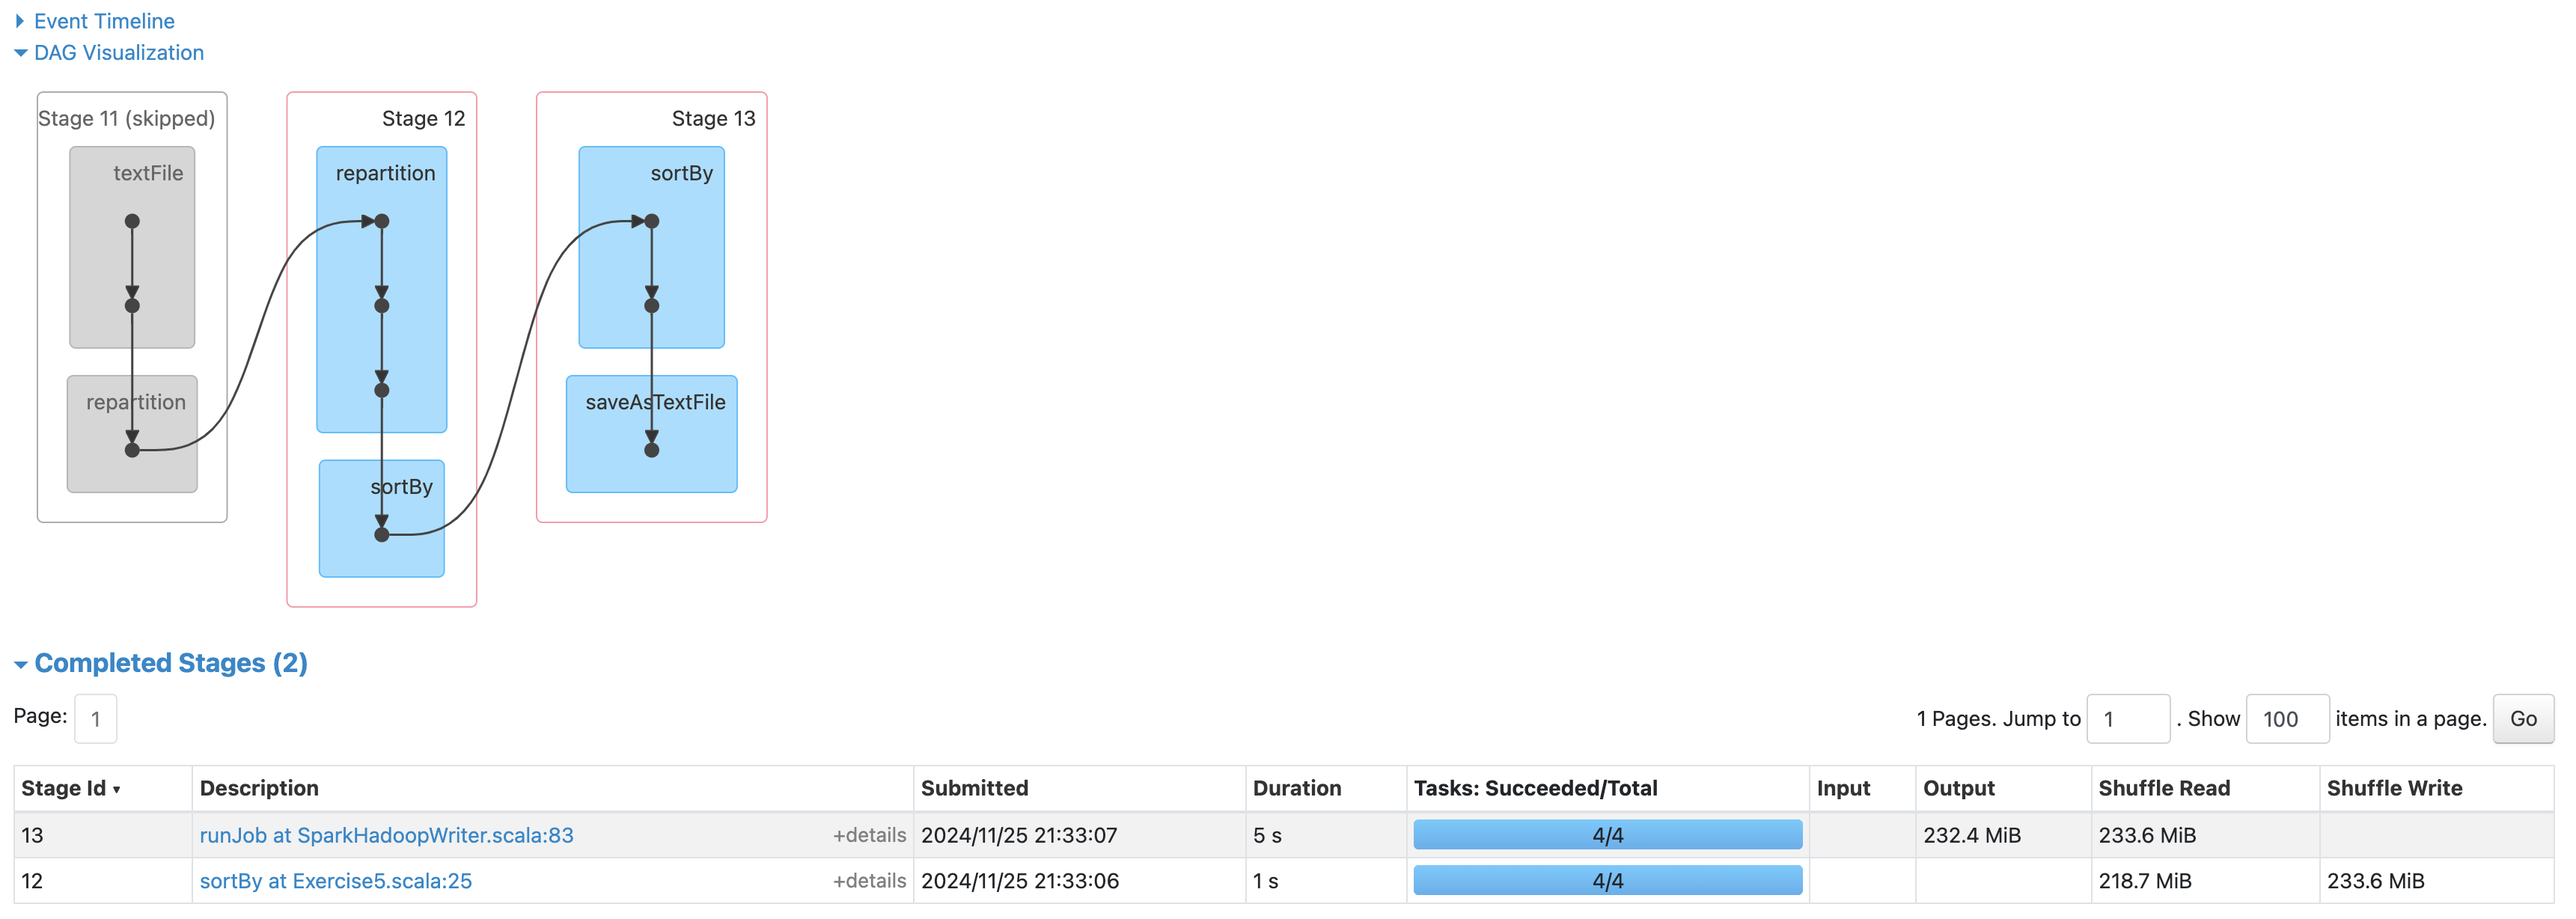 Event Timeline
DAG Visualization
Stage 11 (skipped)
textFile
repartition
Stage 12
repartition
sortBy
Stage 13
sortBy
saveAsTextFile
Completed Stages (2)
Page: 1
1 Pages. Jump to 1 . Show 100 items in a page. Go
Stage Id ▾ Description Submitted Duration Tasks: Succeeded/Total Input Output Shuffle Read Shuffle Write
13 runJob at SparkHadoopWriter.scala:83 +details 2024/11/25 21:33:07 5 s 4/4 232.4 MiB 233.6 MiB
12 sortBy at Exercise5.scala:25 +details 2024/11/25 21:33:06 1 s 4/4 218.7 MiB 233.6 MiB